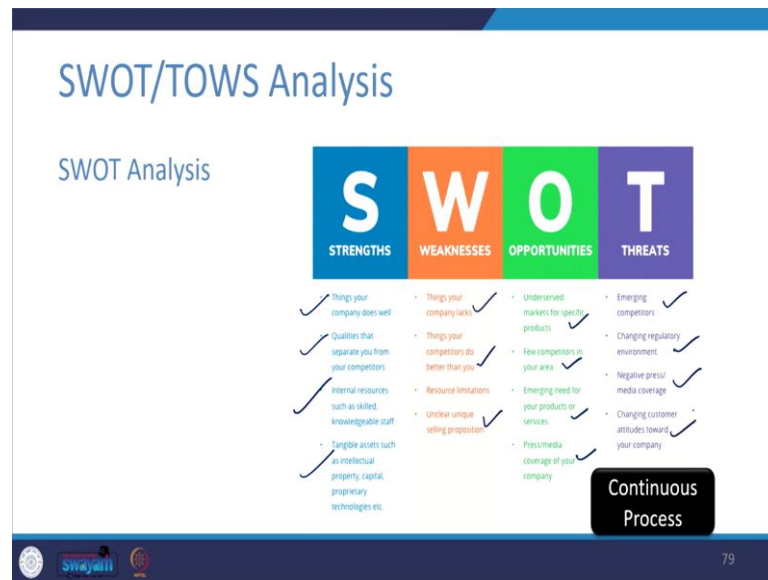 SWOT/TOWS Analysis
SWOT Analysis
S
STRENGTHS
• Things your
company does well
• Qualities that
separate you from
your competitors
• Internal resources
such as skilled,
knowledgeable staff
• Tangible assets such
as intellectual
property, capital,
proprietary
technologies etc
W
WEAKNESSES
• Things your
company lacks
• Things your
competitors do
better than you
• Resource limitations
• Unclear unique
selling proposition
O
OPPORTUNITIES
• Underserved
markets for specific
products
• Few competitors in
your area
• Emerging need for
your products or
services
• Press/media
coverage of your
company
T
THREATS
• Emerging
competitors
• Changing regulatory
environment
• Negative press/
media coverage
• Changing customer
attitudes toward
your company
Continuous
Process
swayam
79